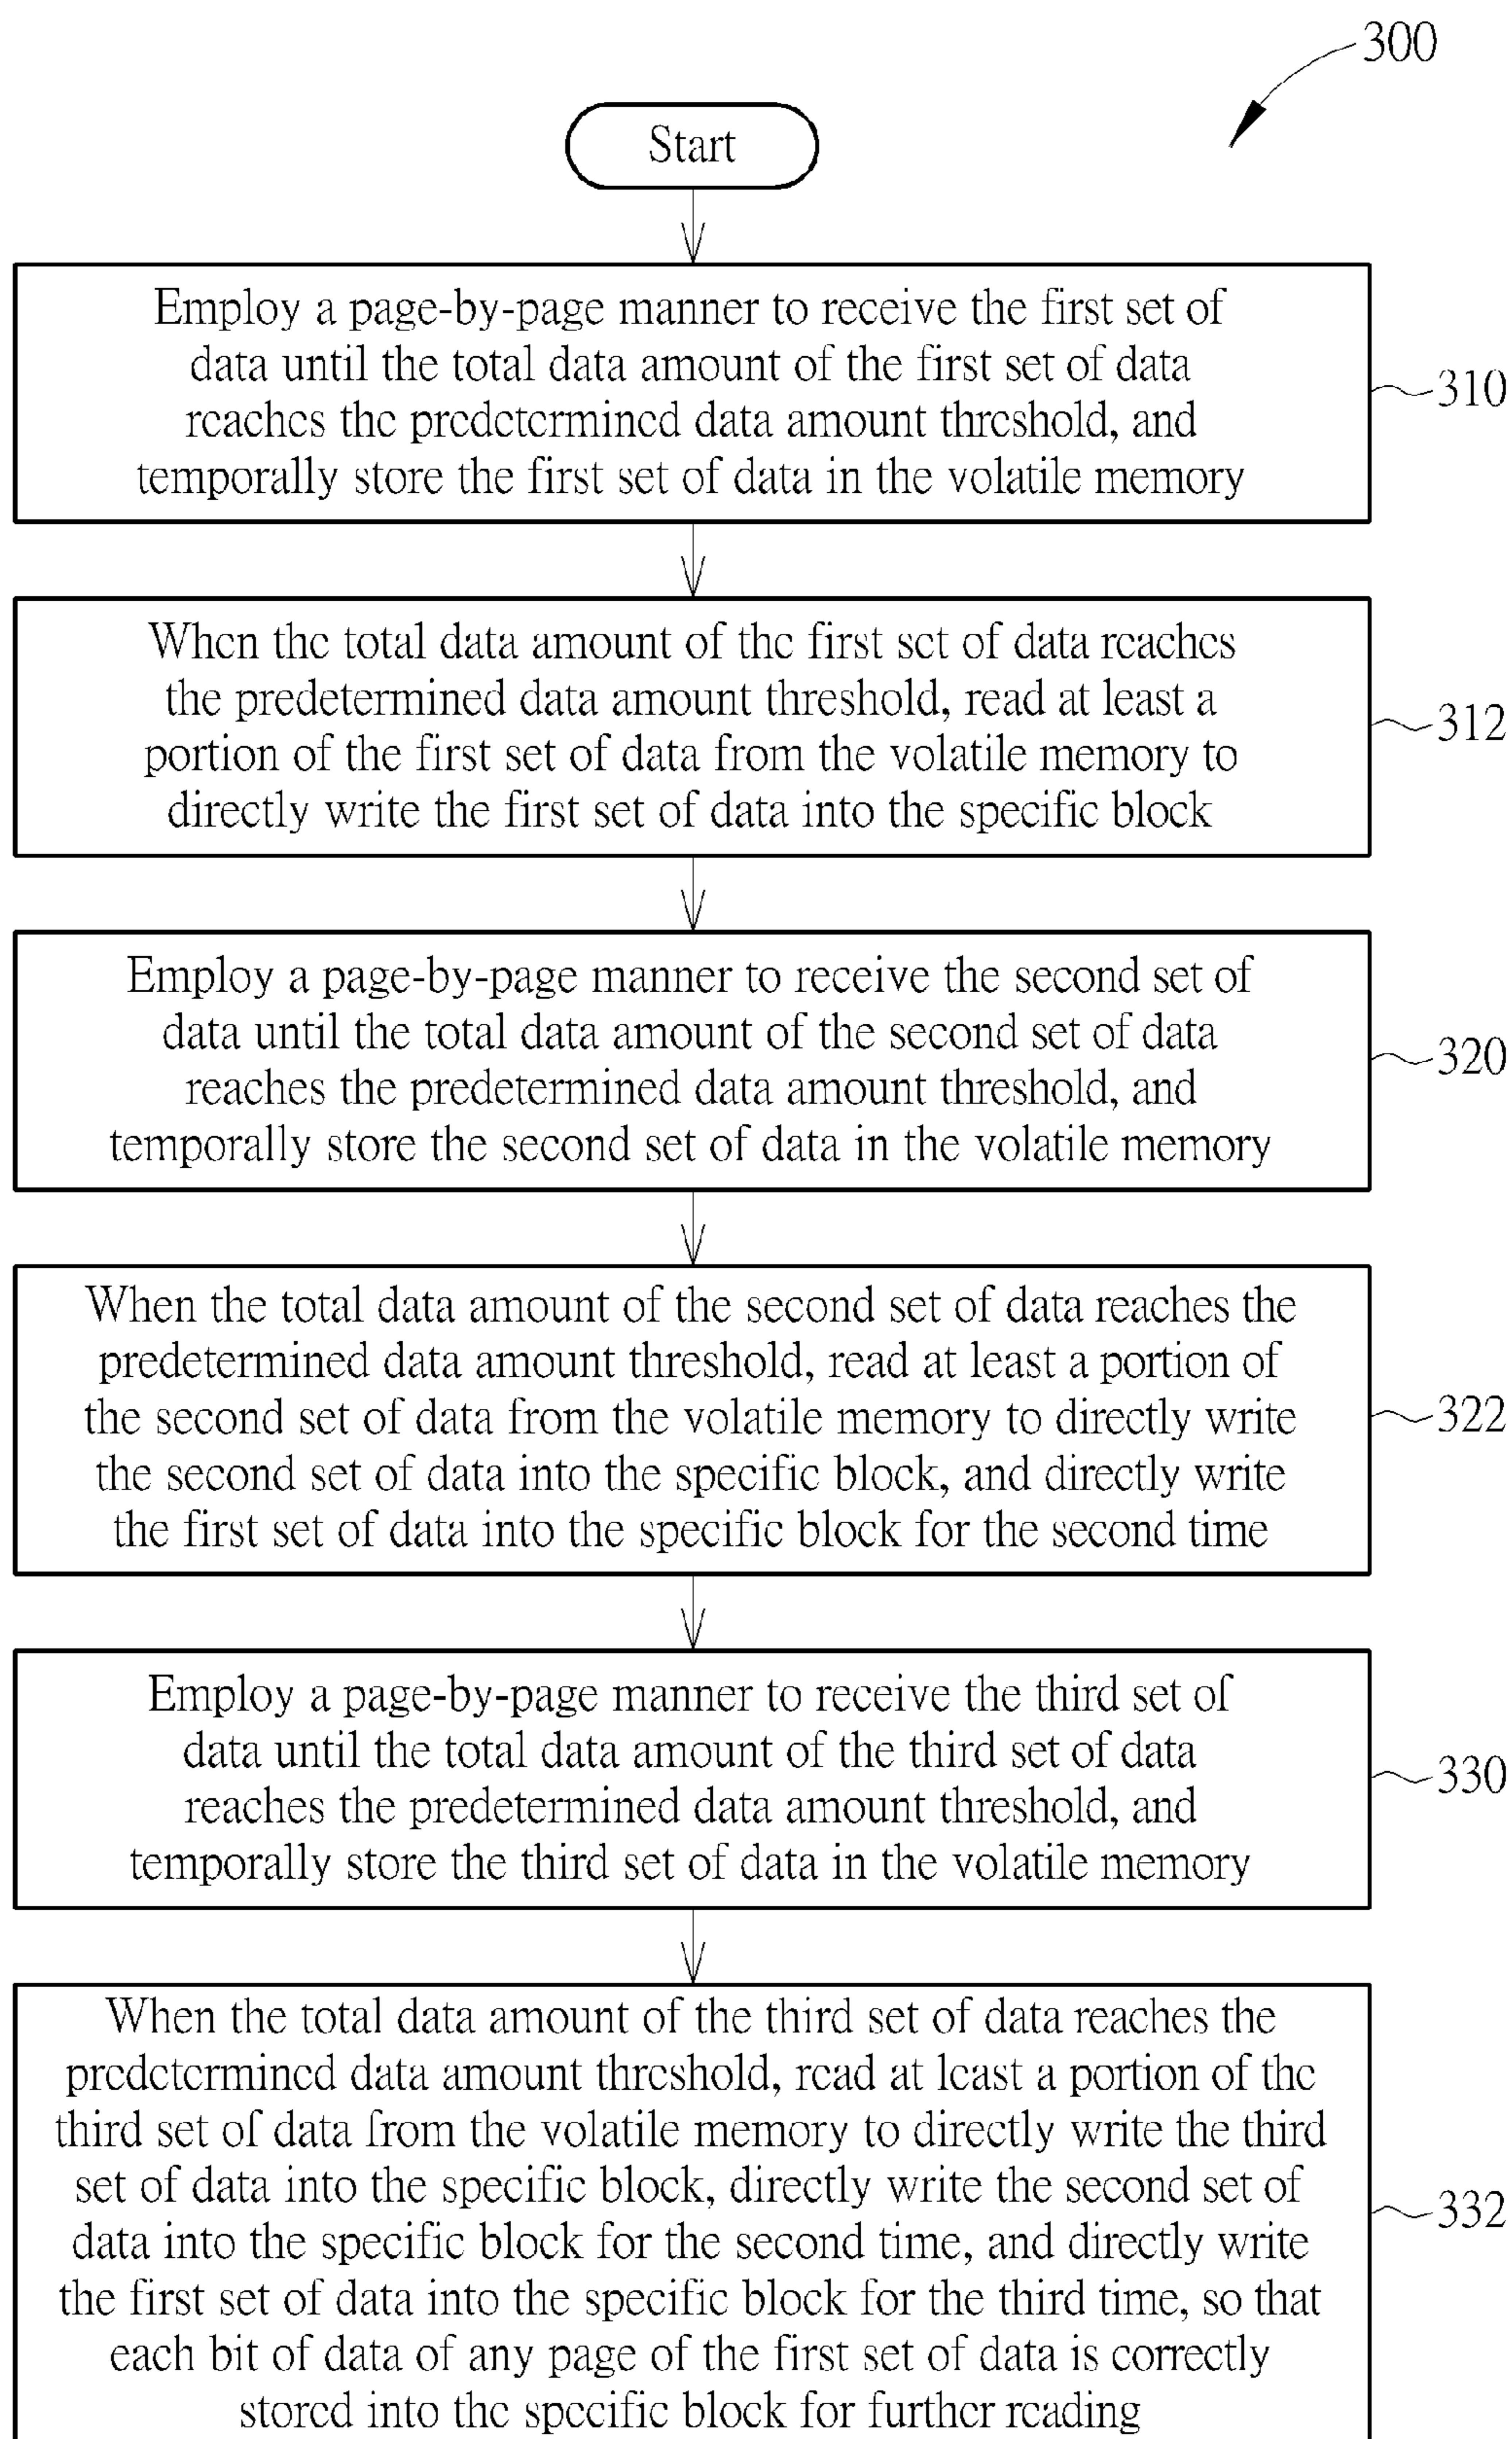 300
Start
Employ a page-by-page manner to receive the first set of
data until the total data amount of the first set of data
reaches the predetermined data amount threshold, and
temporally store the first set of data in the volatile memory
310
When the total data amount of the first set of data reaches
the predetermined data amount threshold, read at least a
portion of the first set of data from the volatile memory to
directly write the first set of data into the specific block
312
Employ a page-by-page manner to receive the second set of
data until the total data amount of the second set of data
reaches the predetermined data amount threshold, and
temporally store the second set of data in the volatile memory
320
When the total data amount of the second set of data reaches the
predetermined data amount threshold, read at least a portion of
the second set of data from the volatile memory to directly write
the second set of data into the specific block, and directly write
the first set of data into the specific block for the second time
322
Employ a page-by-page manner to receive the third set of
data until the total data amount of the third set of data
reaches the predetermined data amount threshold, and
temporally store the third set of data in the volatile memory
330
When the total data amount of the third set of data reaches the
predetermined data amount threshold, read at least a portion of the
third set of data from the volatile memory to directly write the third
set of data into the specific block, directly write the second set of
data into the specific block for the second time, and directly write
the first set of data into the specific block for the third time, so that
each bit of data of any page of the first set of data is correctly
stored into the specific block for further reading
332